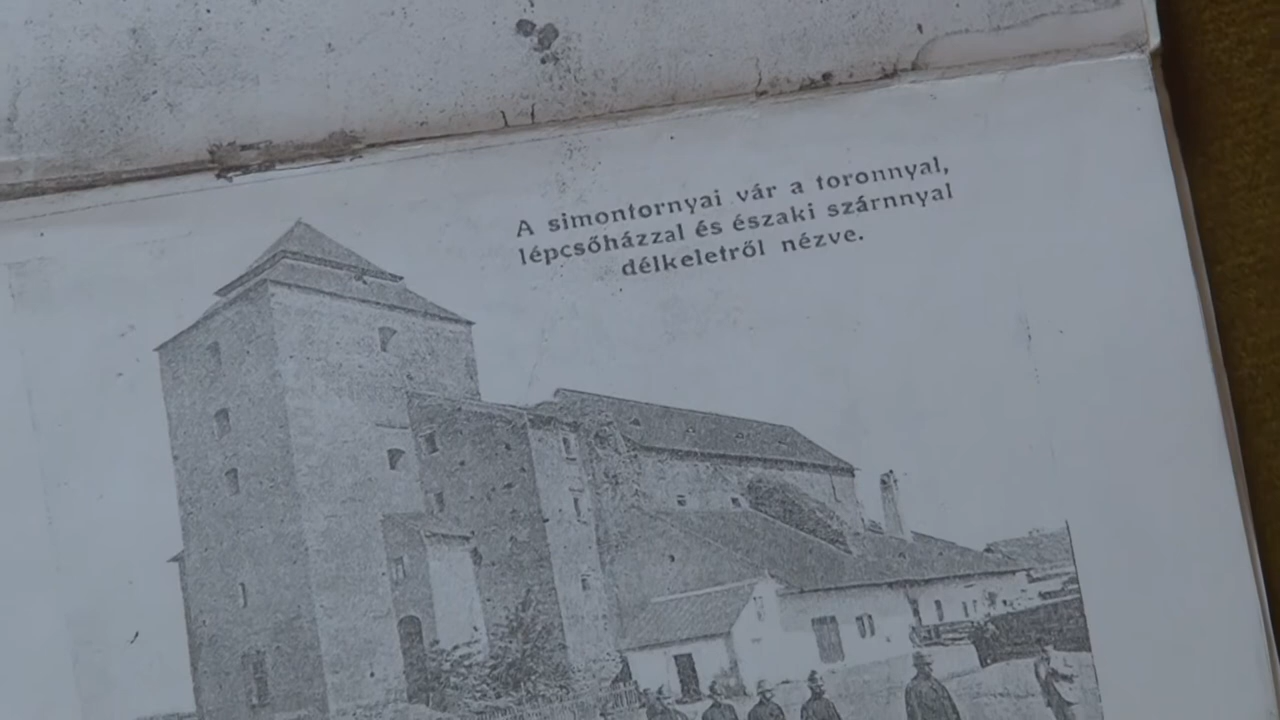 A simontornyai vár a toronnyal,
lépcsőházzal és északi szárnnyal
délkeletről nézve.